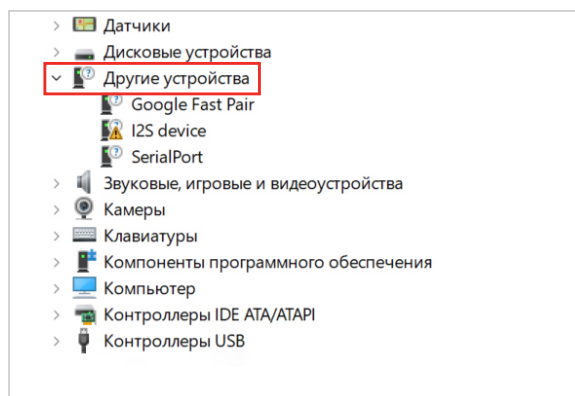 Датчики
Дисковые устройства
Другие устройства
Google Fast Pair
I2S device
SerialPort
Звуковые, игровые и видеоустройства
Камеры
Клавиатуры
Компоненты программного обеспечения
Компьютер
Контроллеры IDE ATA/ATAPI
Контроллеры USB